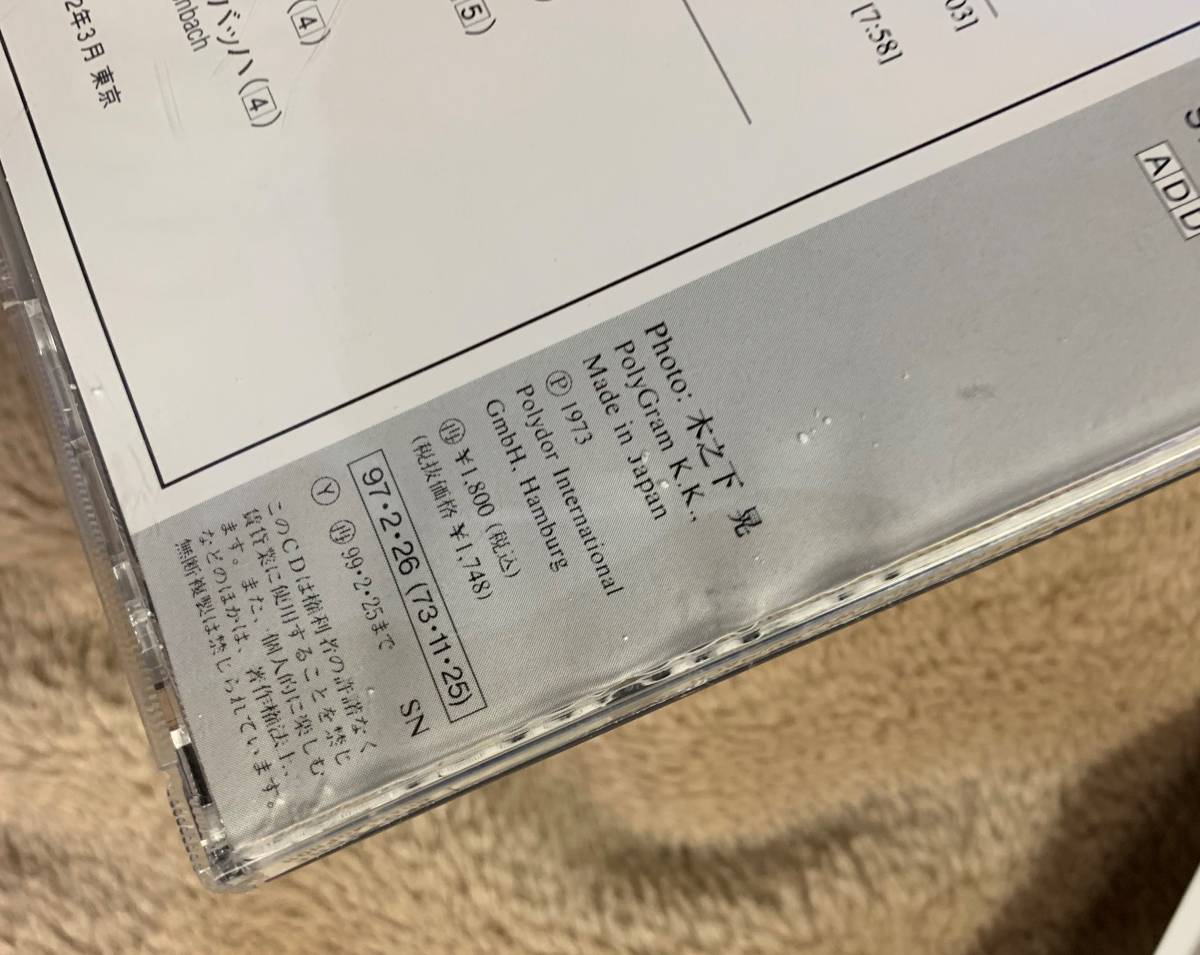 2年3月 東京
nbach
バッハ(4)
(4)
5)
[7:58]
03]
ADD
Photo: 木之下 晃
PolyGram K.K.,
Made in Japan
Ⓟ 1973
Polydor International
GmbH, Hamburg
㊢ ¥1,800 (税込)
(税抜価格 ¥1,748)
97・2・26 (73・11・25)
Ⓨ ㊢ 99・2・25まで
SN
このCDは権利者の許諾なく
賃貸業に使用することを禁じ
ます。また、個人的に楽しむ
などのほかは、著作権法上、
無断複製は禁じられています。